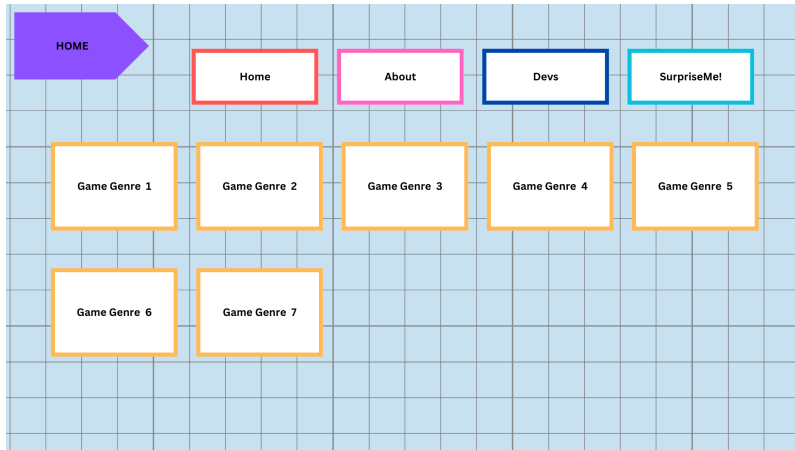 HOME
Home
About
Devs
SurpriseMe!
Game Genre 1
Game Genre 2
Game Genre 3
Game Genre 4
Game Genre 5
Game Genre 6
Game Genre 7